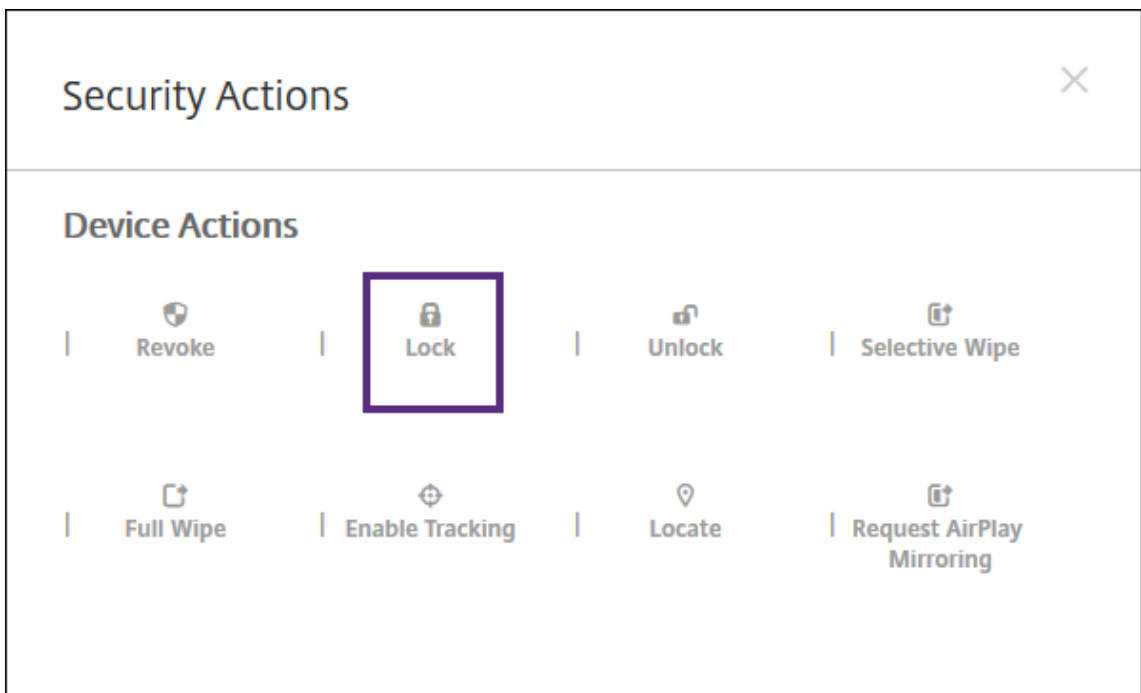 Security Actions
Device Actions
Revoke
Lock
Unlock
Selective Wipe
Full Wipe
Enable Tracking
Locate
Request AirPlay
Mirroring